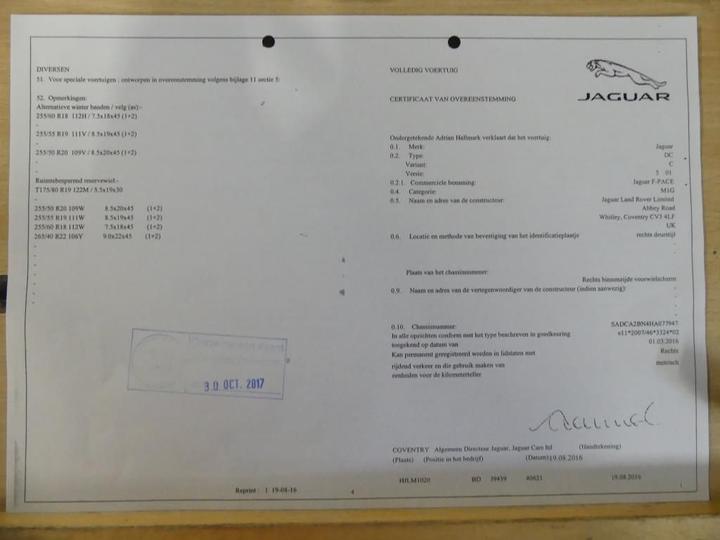 DIVERSEN
51. Voor speciale voertuigen ; ontworpen in overeenstemming volgens bijlage 11 sectie 5:
52. Opmerkingen:
Alternatieve winter banden / velg (as):-
255/60 R18 112H / 7.5x18x45 (1+2)
-
255/55 R19 111V / 8.5x19x45 (1+2)
-
255/50 R20 109V / 8.5x20x45 (1+2)
-
-
Ruimtebesparend reservewiel:-
T175/80 R19 122M / 5.5x19x30
-
255/50 R20 109W 8.5x20x45 (1+2)
255/55 R19 111W 8.5x19x45 (1+2)
255/60 R18 112W 7.5x18x45 (1+2)
265/40 R22 106Y 9.0x22x45 (1+2)
30 OCT. 2017
Reprint : 1 19-08-16
4
VOLLEDIG VOERTUIG
JAGUAR
CERTIFICAAT VAN OVEREENSTEMMING
Ondergetekende Adrian Hallmark verklaart dat het voertuig:
0.1. Merk: Jaguar
0.2. Type: DC
Variant: C
Versie: 5 01
0.2.1. Commerciele benaming: Jaguar F-PACE
0.4. Categorie: M1G
0.5. Naam en adres van de constructeur: Jaguar Land Rover Limited
Abbey Road
Whitley, Coventry CV3 4LF
UK
0.6. Locatie en methode van bevestiging van het identificatieplaatje rechts deurstijl
Plaats van het chassisnummer:
Rechts binnenzijde voorwielscherm
0.9. Naam en adres van de vertegenwoordiger van de constructeur (indien aanwezig): -
0.10. Chassisnummer: SADCA2BN4HA877947
In alle opzichten conform met het type beschreven in goedkeuring e11*2007/46*3324*02
toegekend op datum van 01.03.2016
Kan permanent geregistreerd worden in lidstaten met Rechts
rijdend verkeer en die gebruik maken van metrisch
eenheden voor de kilometerteller
COVENTRY Algemeen Directeur Jaguar, Jaguar Cars ltd (Handtekening)
(Plaats) (Positie in het bedrijf) (Datum)19.08.2016
HJLM1020 BD 39439 40621 19.08.2016